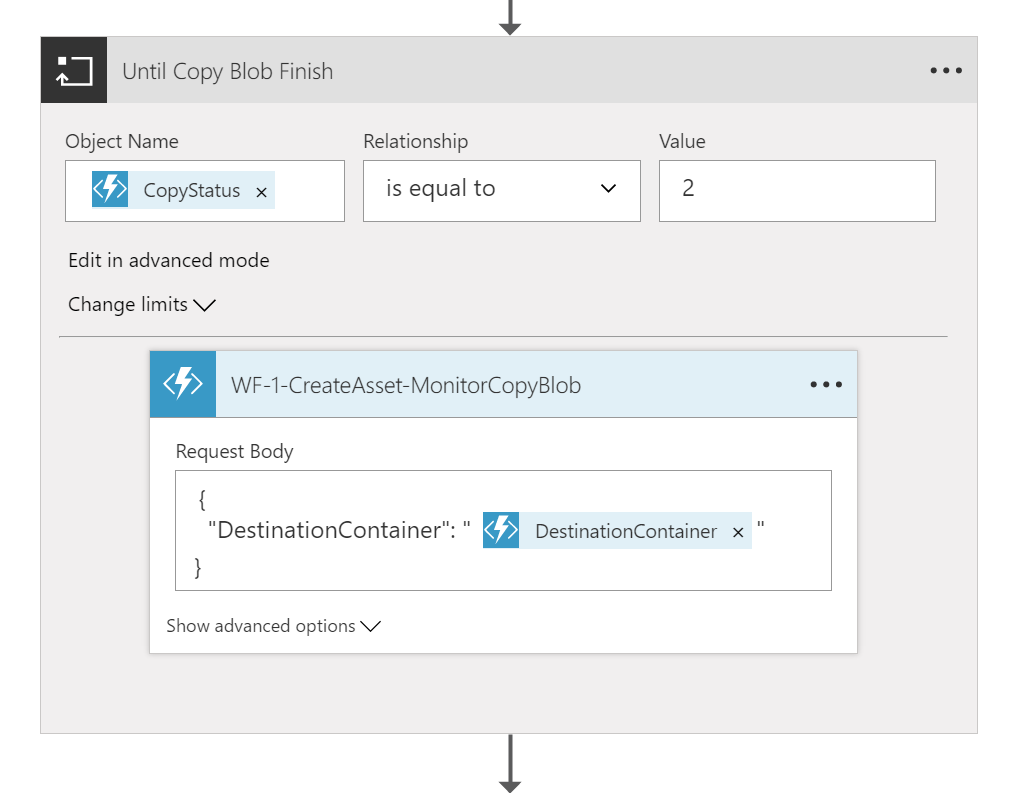 Until Copy Blob Finish
Object Name Relationship Value
CopyStatus × is equal to 2
Edit in advanced mode
Change limits
WF-1-CreateAsset-MonitorCopyBlob
Request Body
{
"DestinationContainer": " DestinationContainer × "
}
Show advanced options